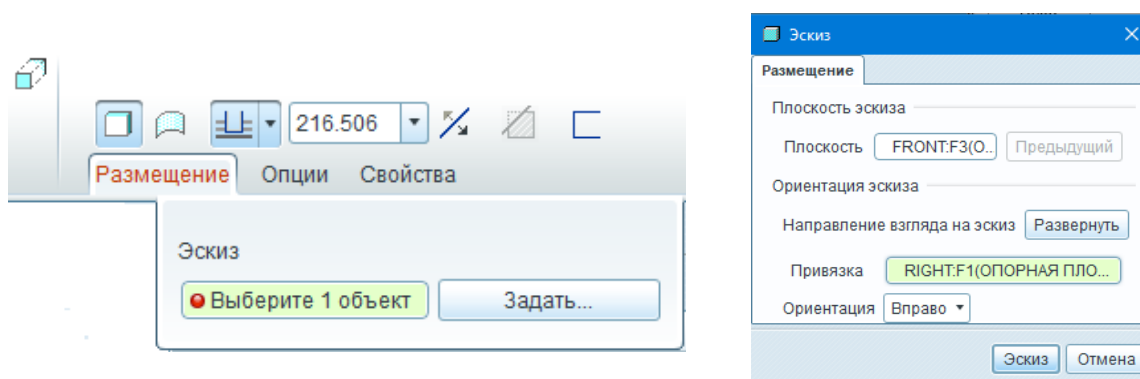 216.506
Размещение Опции Свойства
Эскиз
Выберите 1 объект Задать...
Эскиз
Размещение
Плоскость эскиза
Плоскость FRONT:F3(О.. Предыдущий
Ориентация эскиза
Направление взгляда на эскиз Развернуть
Привязка RIGHT:F1(ОПОРНАЯ ПЛО...
Ориентация Вправо
Эскиз Отмена